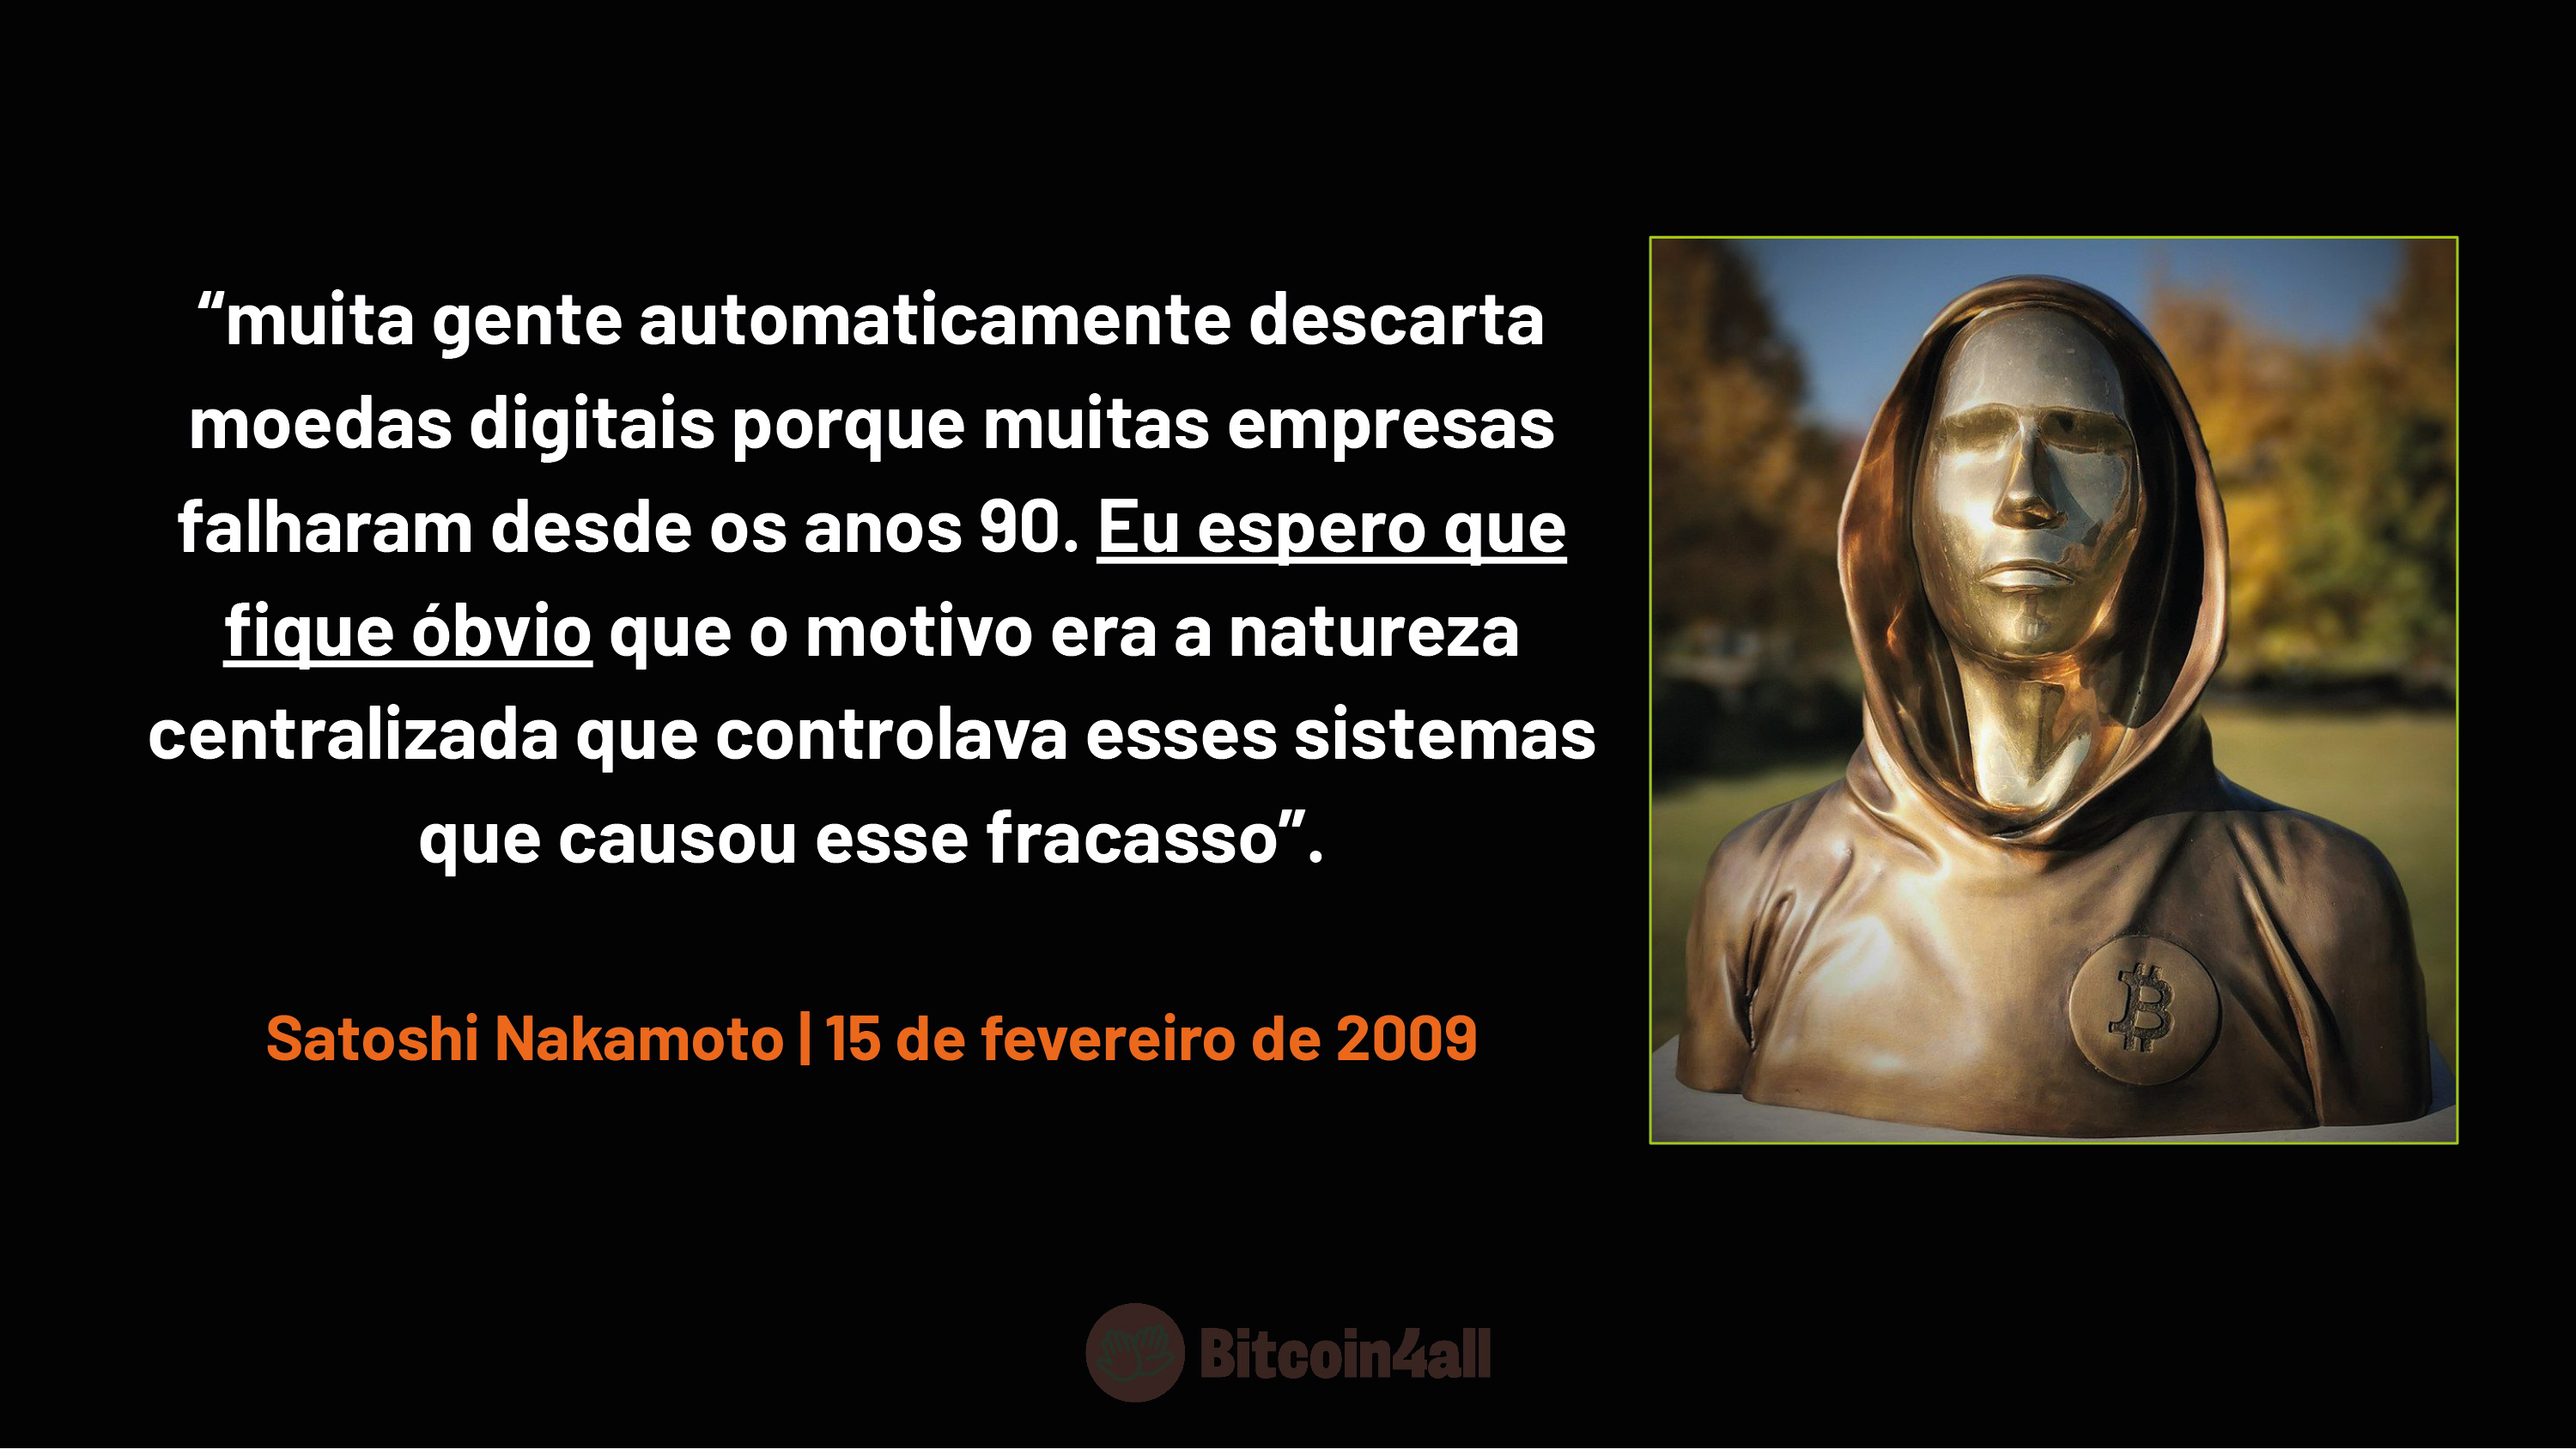 “muita gente automaticamente descarta
moedas digitais porque muitas empresas
falharam desde os anos 90. Eu espero que
fique óbvio que o motivo era a natureza
centralizada que controlava esses sistemas
que causou esse fracasso”.
Satoshi Nakamoto | 15 de fevereiro de 2009
Bitcoin4all